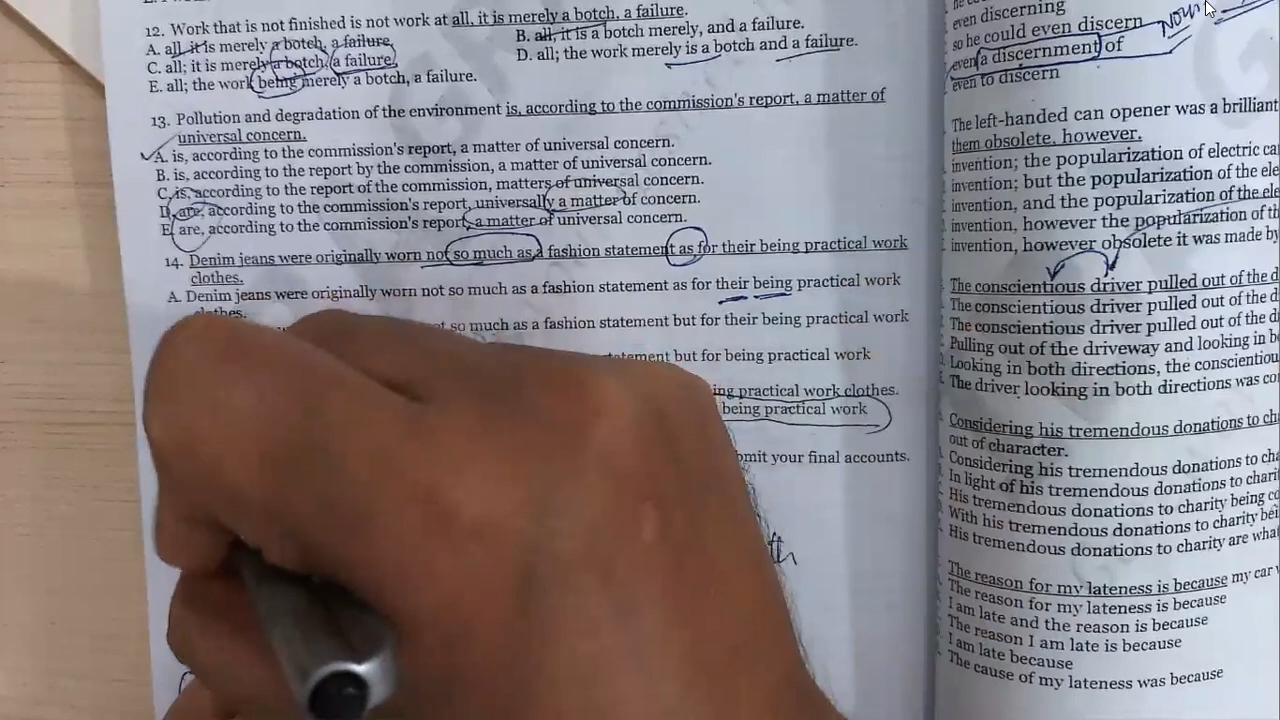 12. Work that is not finished is not work at all, it is merely a botch, a failure.
A. all, it is merely a botch, a failure.
B. all, it is a botch merely, and a failure.
C. all; it is merely a botch, a failure.
D. all; the work merely is a botch and a failure.
E. all; the work being merely a botch, a failure.
13. Pollution and degradation of the environment is, according to the commission's report, a matter of
universal concern.
A. is, according to the commission's report, a matter of universal concern.
B. is, according to the report by the commission, a matter of universal concern.
C. is, according to the report of the commission, matters of universal concern.
D. are, according to the commission's report, universally a matter of concern.
E. are, according to the commission's report, a matter of universal concern.
14. Denim jeans were originally worn not so much as a fashion statement as for their being practical work
clothes.
A. Denim jeans were originally worn not so much as a fashion statement as for their being practical work
clothes.
so much as a fashion statement but for their being practical work
statement but for being practical work
practical work clothes.
being practical work
your final accounts.
even discerning
so he could even discern
Now
even a discernment of
even to discern
The left-handed can opener was a brilliant
them obsolete, however.
invention; the popularization of electric
invention; but the popularization of the
invention, and the popularization of the
invention, however the popularization of
invention, however obsolete it was made by
The conscientious driver pulled out of the
The conscientious driver pulled out of the
The conscientious driver pulled out of the
Pulling out of the driveway and looking in
Looking in both directions, the
The driver looking in both directions was
Considering his tremendous donations to
out of character.
Considering his tremendous donations to
In light of his tremendous donations to
His tremendous donations to charity being
With his tremendous donations to charity
His tremendous donations to charity are
The reason for my lateness is because my car
The reason for my lateness is because
I am late and the reason is because
The reason I am late is because
I am late because
The cause of my lateness was because